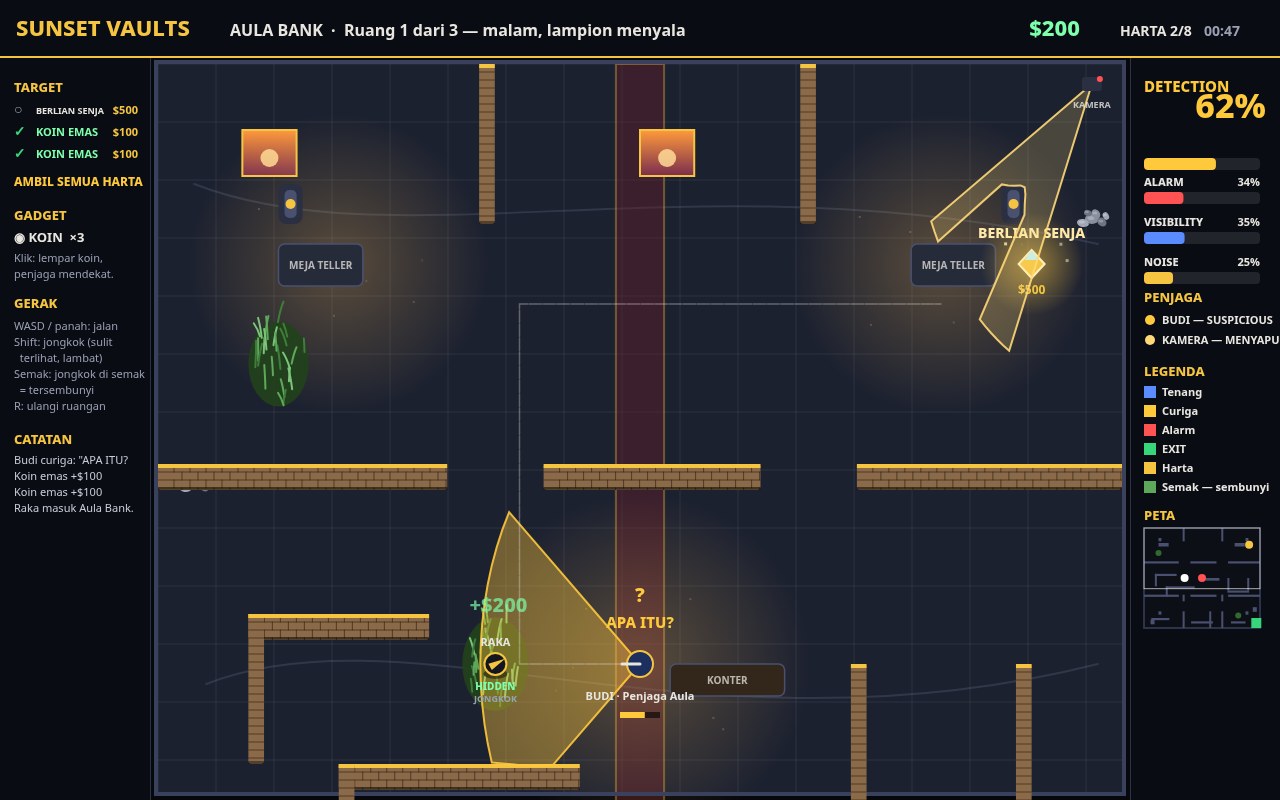 SUNSET VAULTS
AULA BANK · Ruang 1 dari 3 — malam, lampion menyala
$200
HARTA 2/8 00:47
TARGET
○ BERLIAN SENJA $500
✓ KOIN EMAS $100
✓ KOIN EMAS $100
AMBIL SEMUA HARTA
GADGET
◉ KOIN ×3
Klik: lempar koin,
penjaga mendekat.
GERAK
WASD / panah: jalan
Shift: jongkok (sulit
terlihat, lambat)
Semak: jongkok di semak
= tersembunyi
R: ulangi ruangan
CATATAN
Budi curiga: "APA ITU?
Koin emas +$100
Koin emas +$100
Raka masuk Aula Bank.
KAMERA
BERLIAN SENJA
MEJA TELLER
MEJA TELLER
$500
+$200
?
APA ITU?
RAKA
HIDDEN
JONGKOK
KONTER
BUDI · Penjaga Aula
DETECTION
62%
ALARM 34%
VISIBILITY 35%
NOISE 25%
PENJAGA
BUDI — SUSPICIOUS
KAMERA — MENYAPU
LEGENDA
Tenang
Curiga
Alarm
EXIT
Harta
Semak — sembunyi
PETA